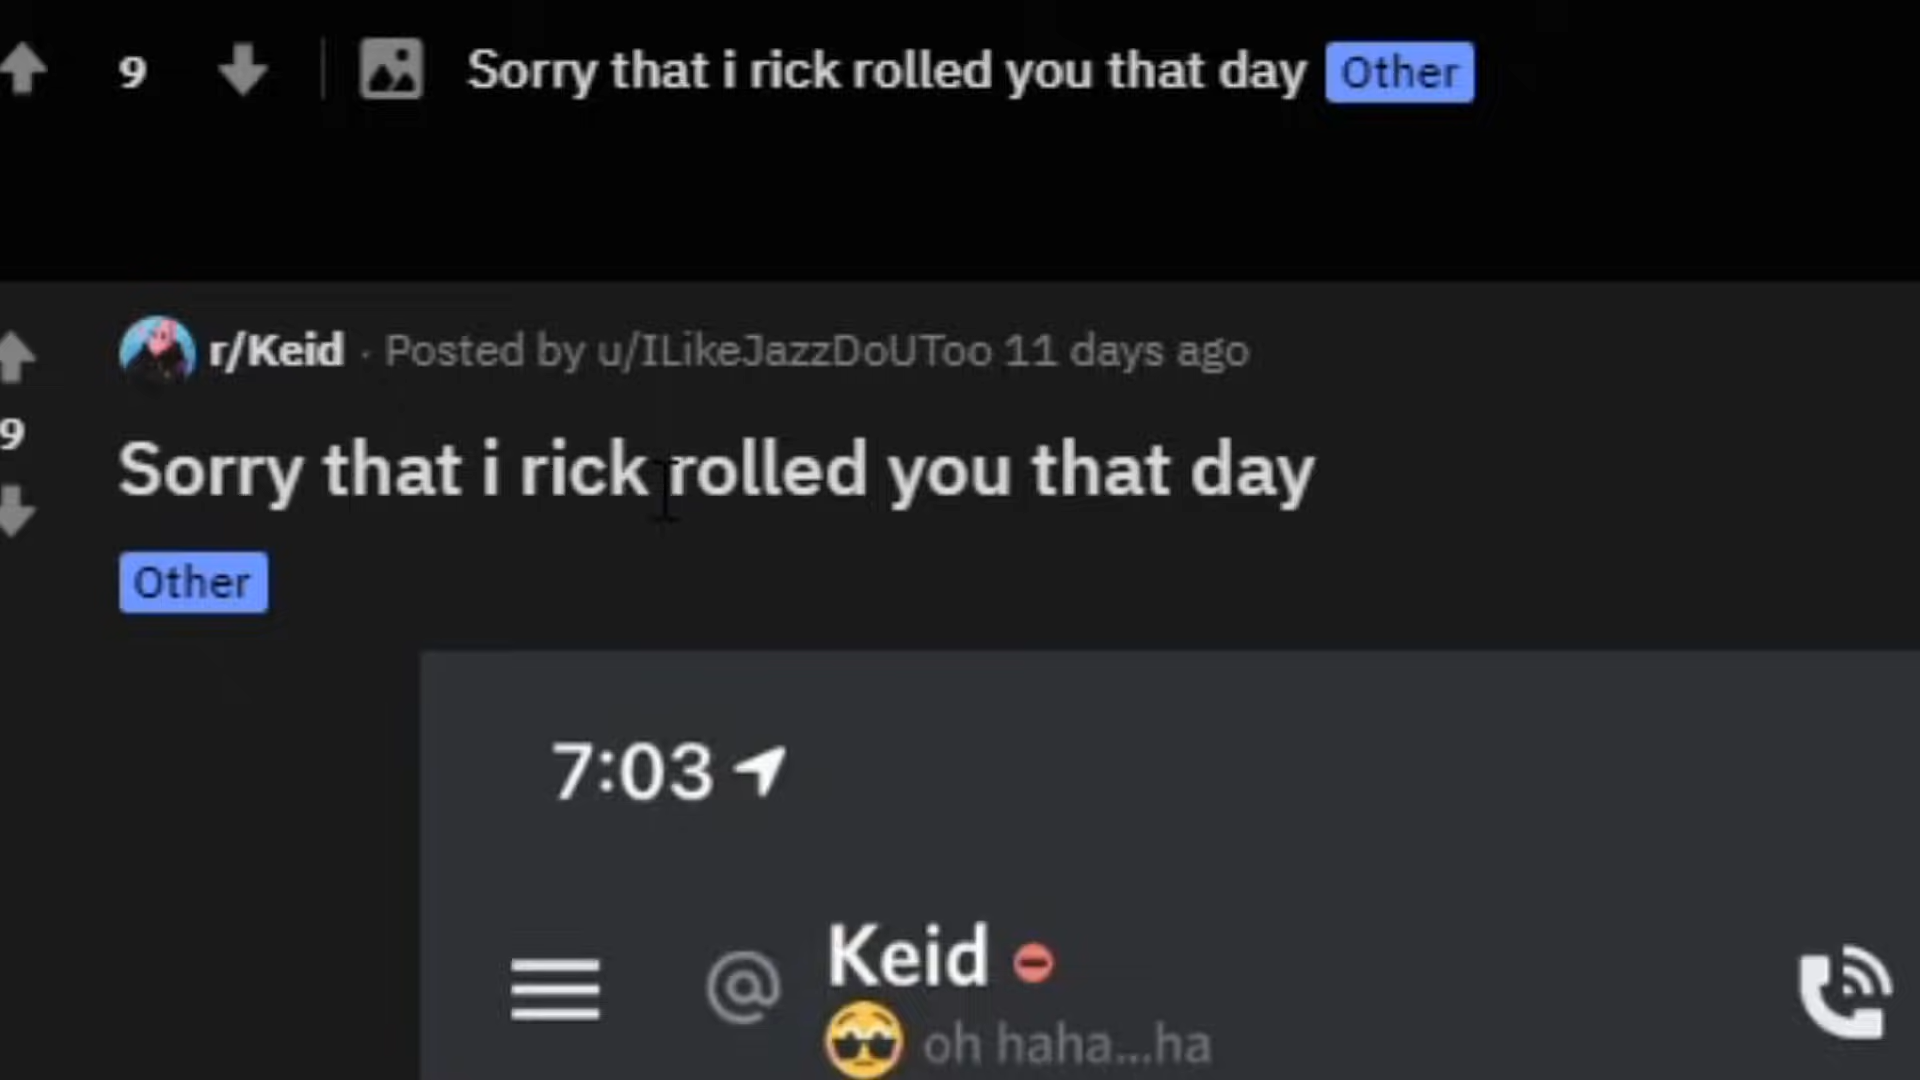 9 Sorry that i rick rolled you that day Other
r/Keid · Posted by u/ILikeJazzDoUToo 11 days ago
9
Sorry that i rick rolled you that day
Other
7:03
@ Keid
oh haha...ha